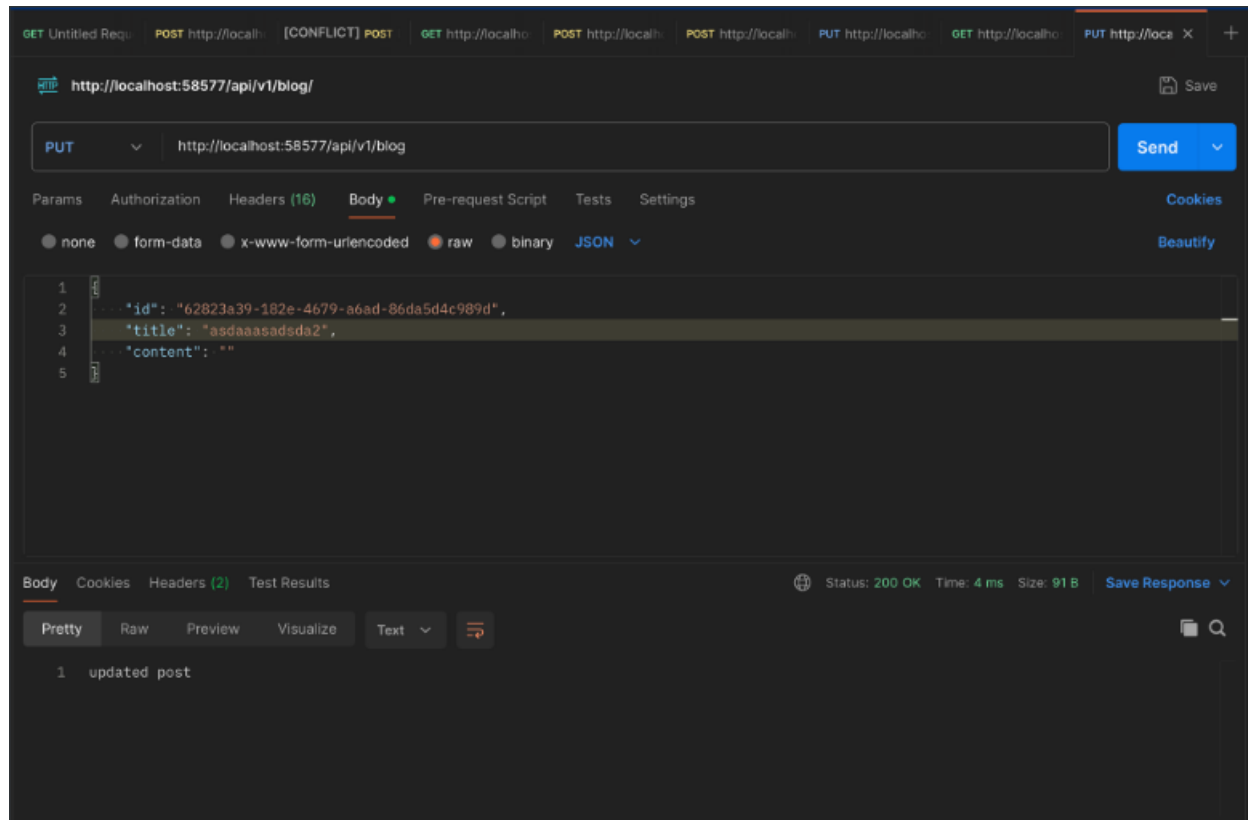 GET Untitled Requ POST http://localh [CONFLICT] POST GET http://localho POST http://localh POST http://localh PUT http://localho GET http://localho PUT http://loca
HTTP http://localhost:58577/api/v1/blog/ Save
PUT http://localhost:58577/api/v1/blog Send
Params Authorization Headers (16) Body Pre-request Script Tests Settings Cookies
none form-data x-www-form-urlencoded raw binary JSON Beautify
1 {
2 "id": "62823a39-182e-4679-a6ad-86da5d4c989d",
3 "title": "asdaaasadsda2",
4 "content": ""
5 }
Body Cookies Headers (2) Test Results Status: 200 OK Time: 4 ms Size: 91 B Save Response
Pretty Raw Preview Visualize Text
1 updated post